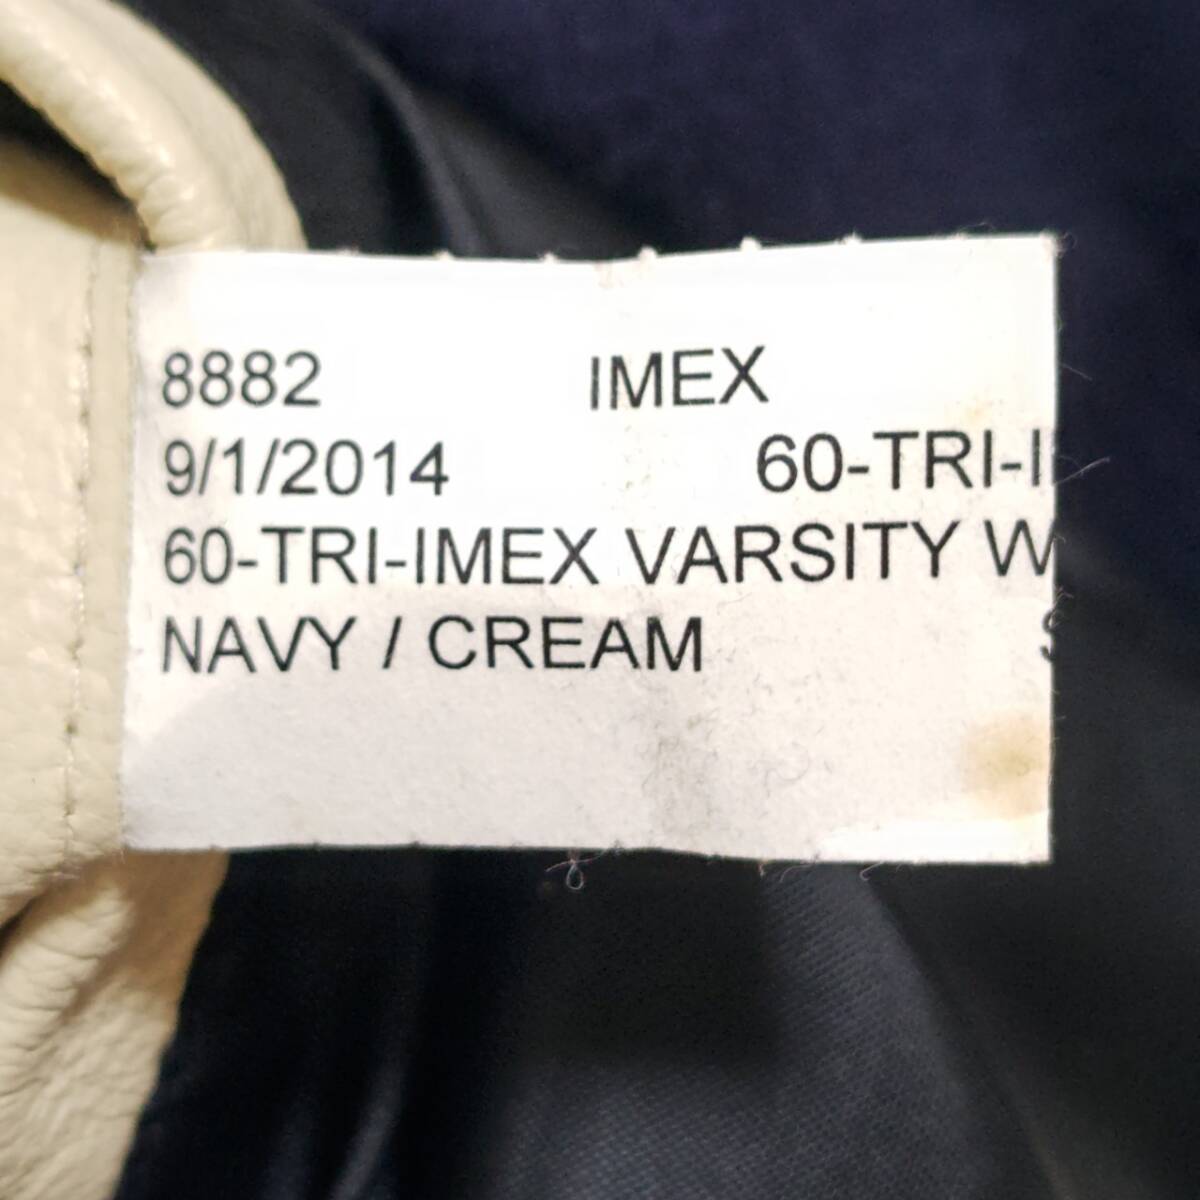 8882 IMEX
9/1/2014 60-TRI-I
60-TRI-IMEX VARSITY W
NAVY / CREAM